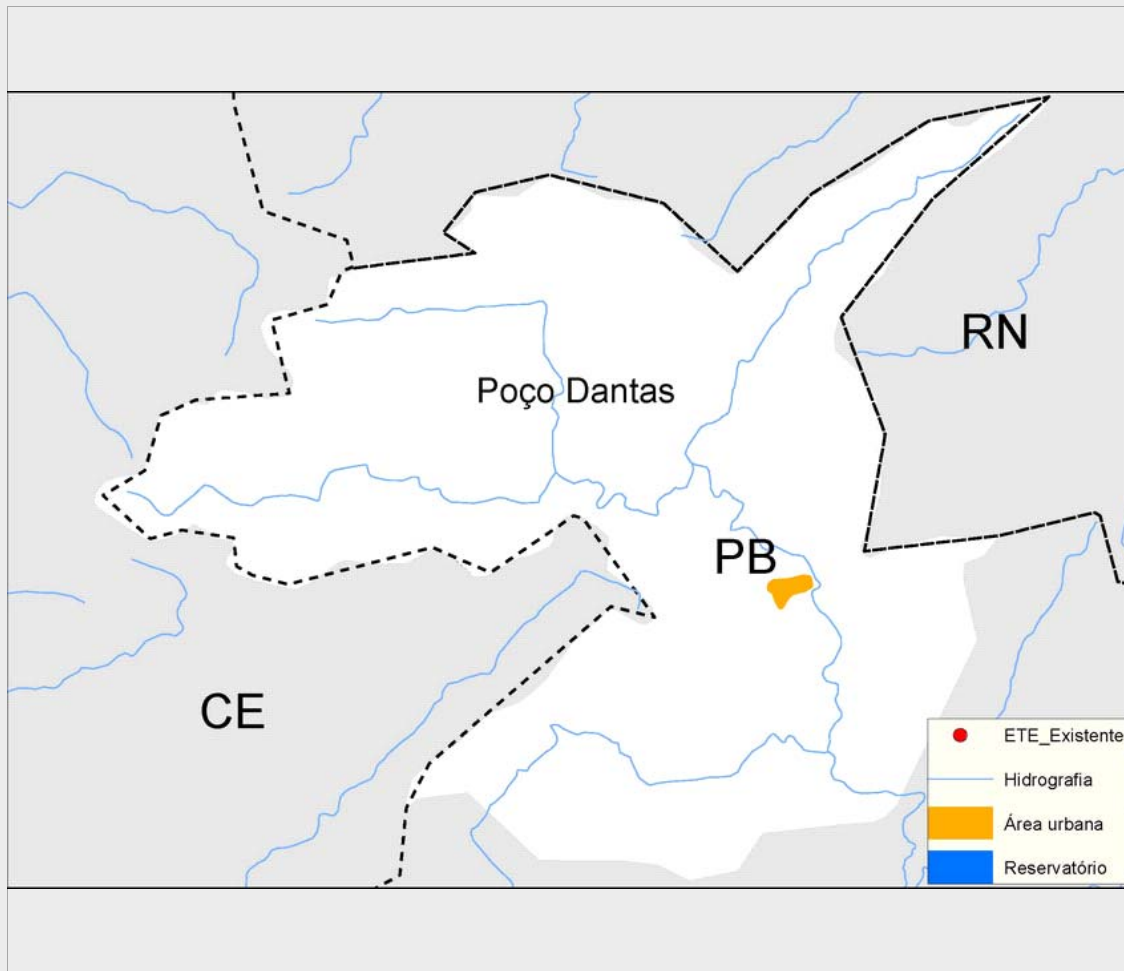 RN
Poço Dantas
PB
CE
ETE_Existente
Hidrografia
Área urbana
Reservatório